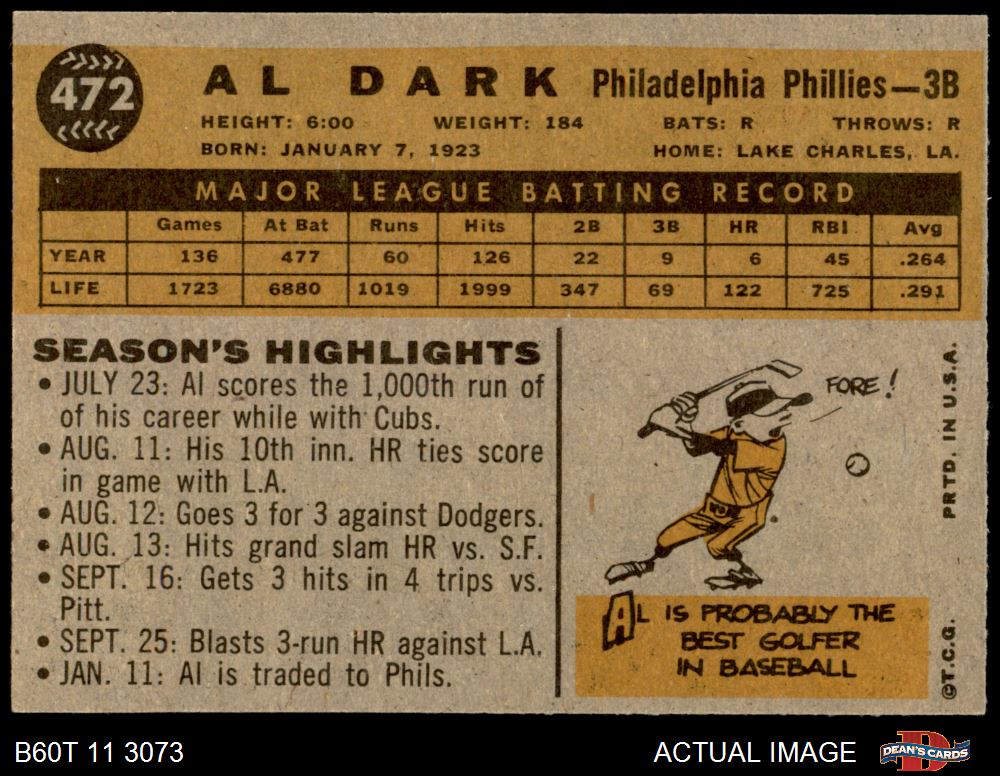 472
AL DARK Philadelphia Phillies—3B
HEIGHT: 6:00 WEIGHT: 184 BATS: R THROWS: R
BORN: JANUARY 7, 1923 HOME: LAKE CHARLES, LA.
MAJOR LEAGUE BATTING RECORD
Games At Bat Runs Hits 2B 3B HR RBI Avg
YEAR 136 477 60 126 22 9 6 45 .264
LIFE 1723 6880 1019 1999 347 69 122 725 .291
SEASON'S HIGHLIGHTS
• JULY 23: Al scores the 1,000th run of
of his career while with Cubs.
• AUG. 11: His 10th inn. HR ties score
in game with L.A.
• AUG. 12: Goes 3 for 3 against Dodgers.
• AUG. 13: Hits grand slam HR vs. S.F.
• SEPT. 16: Gets 3 hits in 4 trips vs.
Pitt.
• SEPT. 25: Blasts 3-run HR against L.A.
• JAN. 11: Al is traded to Phils.
FORE!
AL IS PROBABLY THE
BEST GOLFER
IN BASEBALL
©T.C.G. PRTD. IN U.S.A.
B60T 11 3073 ACTUAL IMAGE DEAN'S CARDS